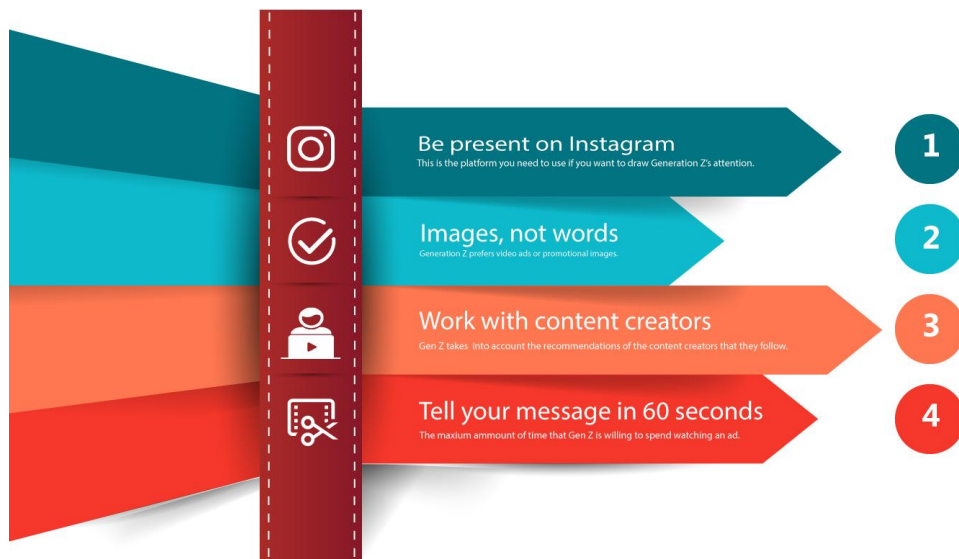 Be present on Instagram
This is the platform you need to use if you want to draw Generation Z's attention.
1
Images, not words
Generation Z prefers video ads or promotional images.
2
Work with content creators
Gen Z takes into account the recommendations of the content creators that they follow.
3
Tell your message in 60 seconds
The maxium ammount of time that Gen Z is willing to spend watching an ad.
4